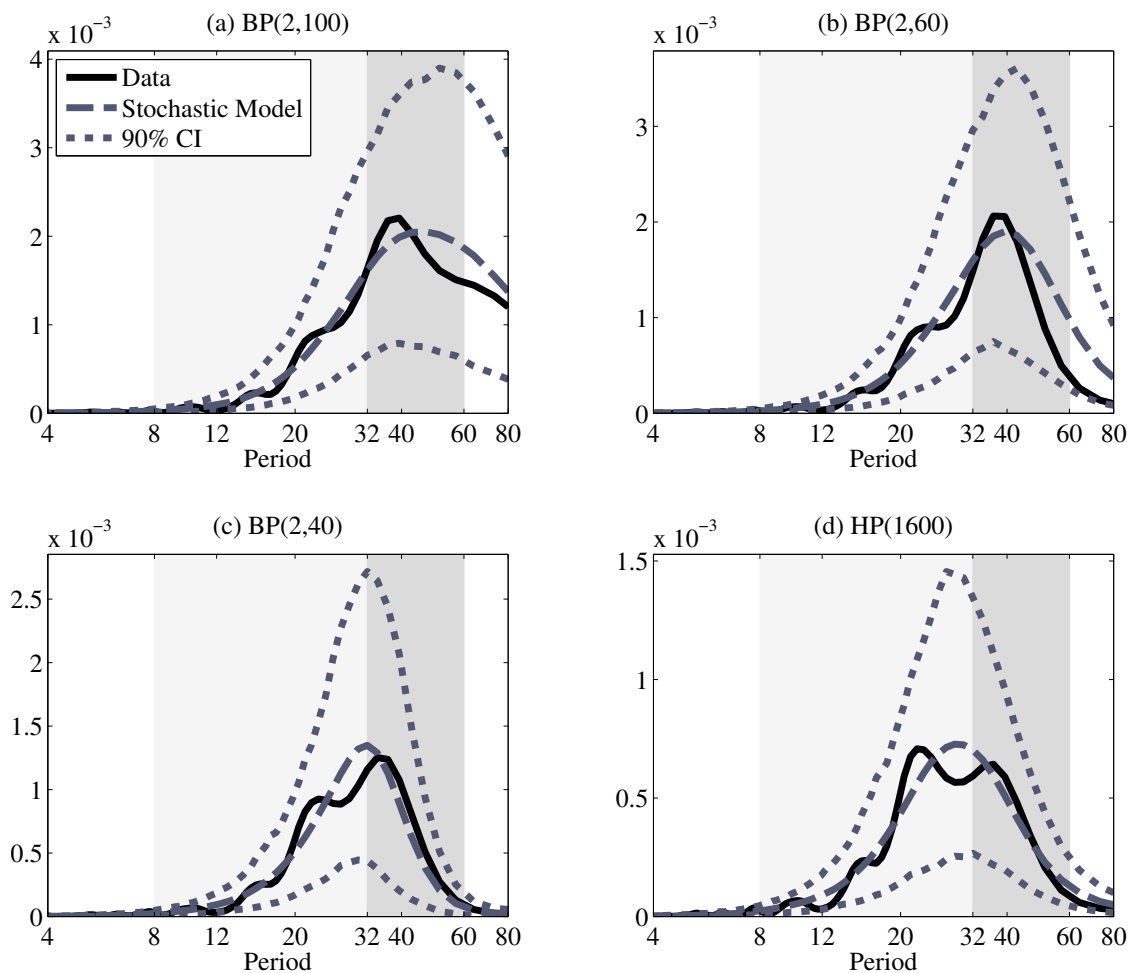 (a) BP(2,100)
x 10⁻³
4
3
2
1
0
Data
Stochastic Model
90% CI
4 8 12 20 32 40 60 80
Period
(b) BP(2,60)
x 10⁻³
3
2
1
0
4 8 12 20 32 40 60 80
Period
(c) BP(2,40)
x 10⁻³
2.5
2
1.5
1
0.5
0
4 8 12 20 32 40 60 80
Period
(d) HP(1600)
x 10⁻³
1.5
1
0.5
0
4 8 12 20 32 40 60 80
Period